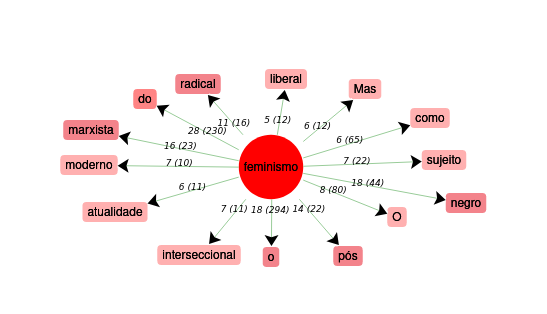 liberal
radical
Mas
do
11 (16)
5 (12)
6 (12)
como
marxista
28 (230)
6 (65)
16 (23)
sujeito
moderno
7 (10)
feminismo
7 (22)
6 (11)
18 (44)
8 (80)
negro
atualidade
7 (11)
18 (294)
14 (22)
O
interseccional
o
pós